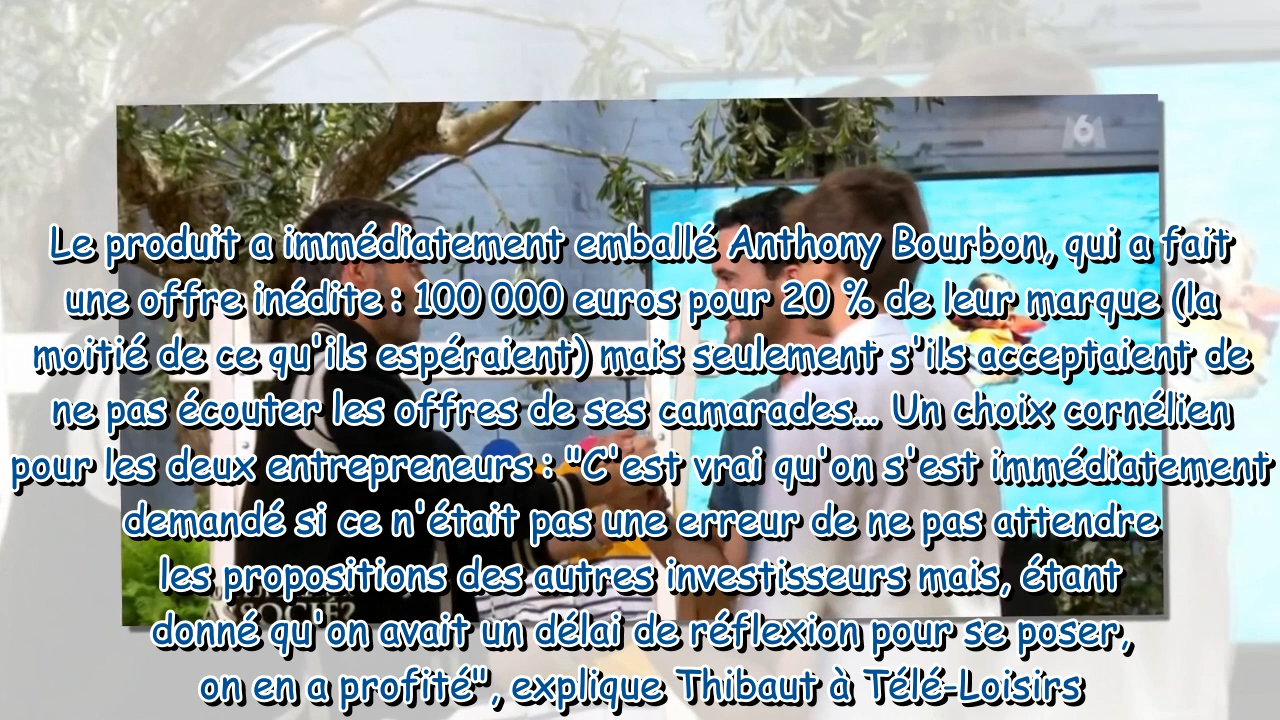 6
Le produit a immédiatement emballé Anthony Bourbon, qui a fait
une offre inédite : 100 000 euros pour 20 % de leur marque (la
moitié de ce qu'ils espéraient) mais seulement s'ils acceptaient de
ne pas écouter les offres de ses camarades... Un choix cornélien
pour les deux entrepreneurs : "C'est vrai qu'on s'est immédiatement
demandé si ce n'était pas une erreur de ne pas attendre
les propositions des autres investisseurs mais, étant
donné qu'on avait un délai de réflexion pour se poser,
on en a profité", explique Thibaut à Télé-Loisirs
ASSOCIÉ?